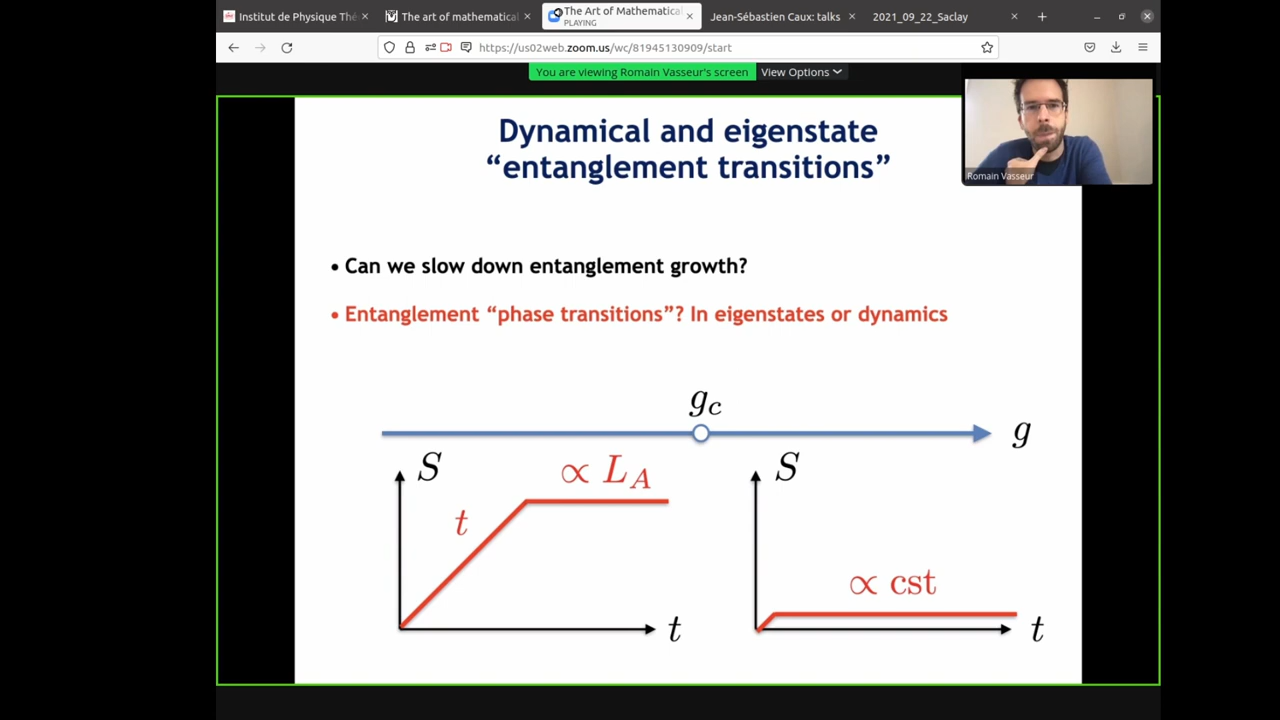 Institut de Physique Thé
The art of mathematical
The Art of Mathematical
PLAYING
Jean-Sébastien Caux: talks
2021_09_22_Saclay
https://us02web.zoom.us/wc/81945130909/start
You are viewing Romain Vasseur's screen
View Options
Romain Vasseur
Dynamical and eigenstate
“entanglement transitions”
• Can we slow down entanglement growth?
• Entanglement “phase transitions”? In eigenstates or dynamics
g_c
g
S
∝ L_A
t
t
S
∝ cst
t